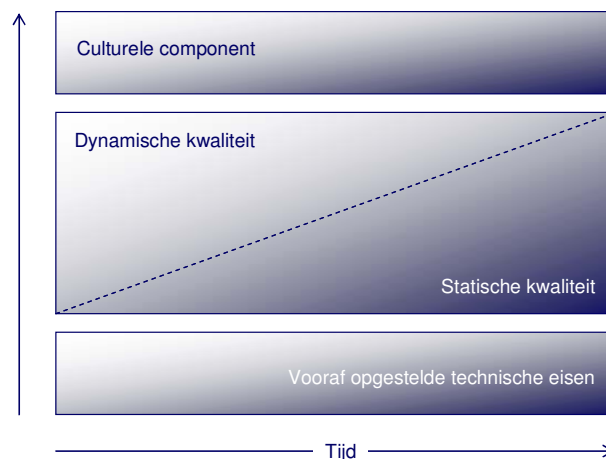 Culturele component
Dynamische kwaliteit
Statische kwaliteit
Vooraf opgestelde technische eisen
Tijd